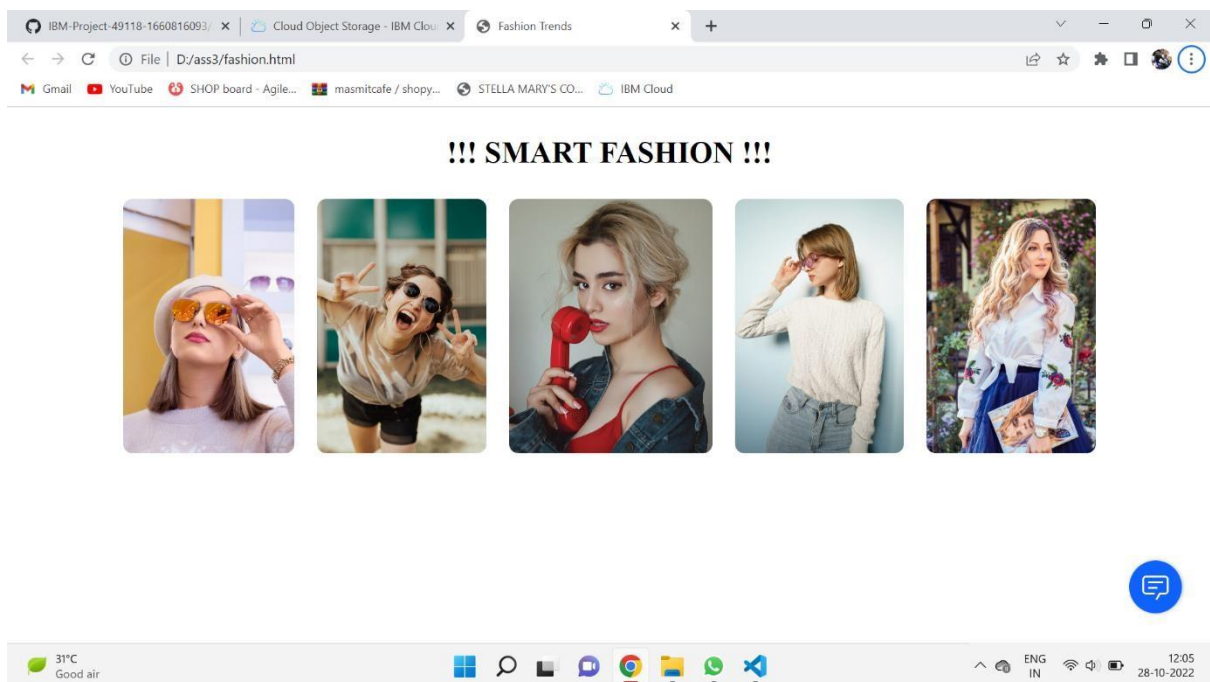 IBM-Project-49118-1660816093/
Cloud Object Storage - IBM Clou
Fashion Trends
File | D:/ass3/fashion.html
Gmail
YouTube
SHOP board - Agile...
masmitcafe / shopy...
STELLA MARY'S CO...
IBM Cloud
!!! SMART FASHION !!!
31°C
Good air
ENG
IN
12:05
28-10-2022